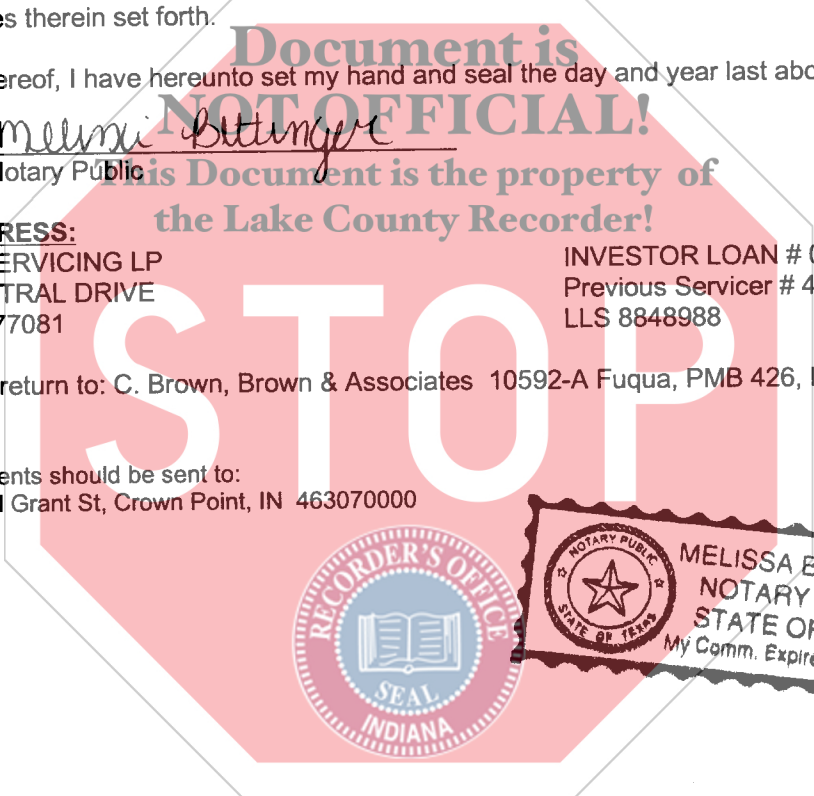 es therein set forth.
Document is
ereof, I have hereunto set my hand and seal the day and year last abo
NOT OFFICIAL!
Bettinger
Notary Public
This Document is the property of
the Lake County Recorder!
RESS:
ERVICING LP
TRAL DRIVE
77081
INVESTOR LOAN #
Previous Servicer # 4
LLS 8848988
STOP
return to: C. Brown, Brown & Associates 10592-A Fuqua, PMB 426,
ents should be sent to:
Grant St, Crown Point, IN 463070000
RECORDER'S OFFICE
SEAL
INDIANA
NOTARY PUBLIC
STATE OF TEXAS
MELISSA B
NOTARY
STATE OF
My Comm. Expire